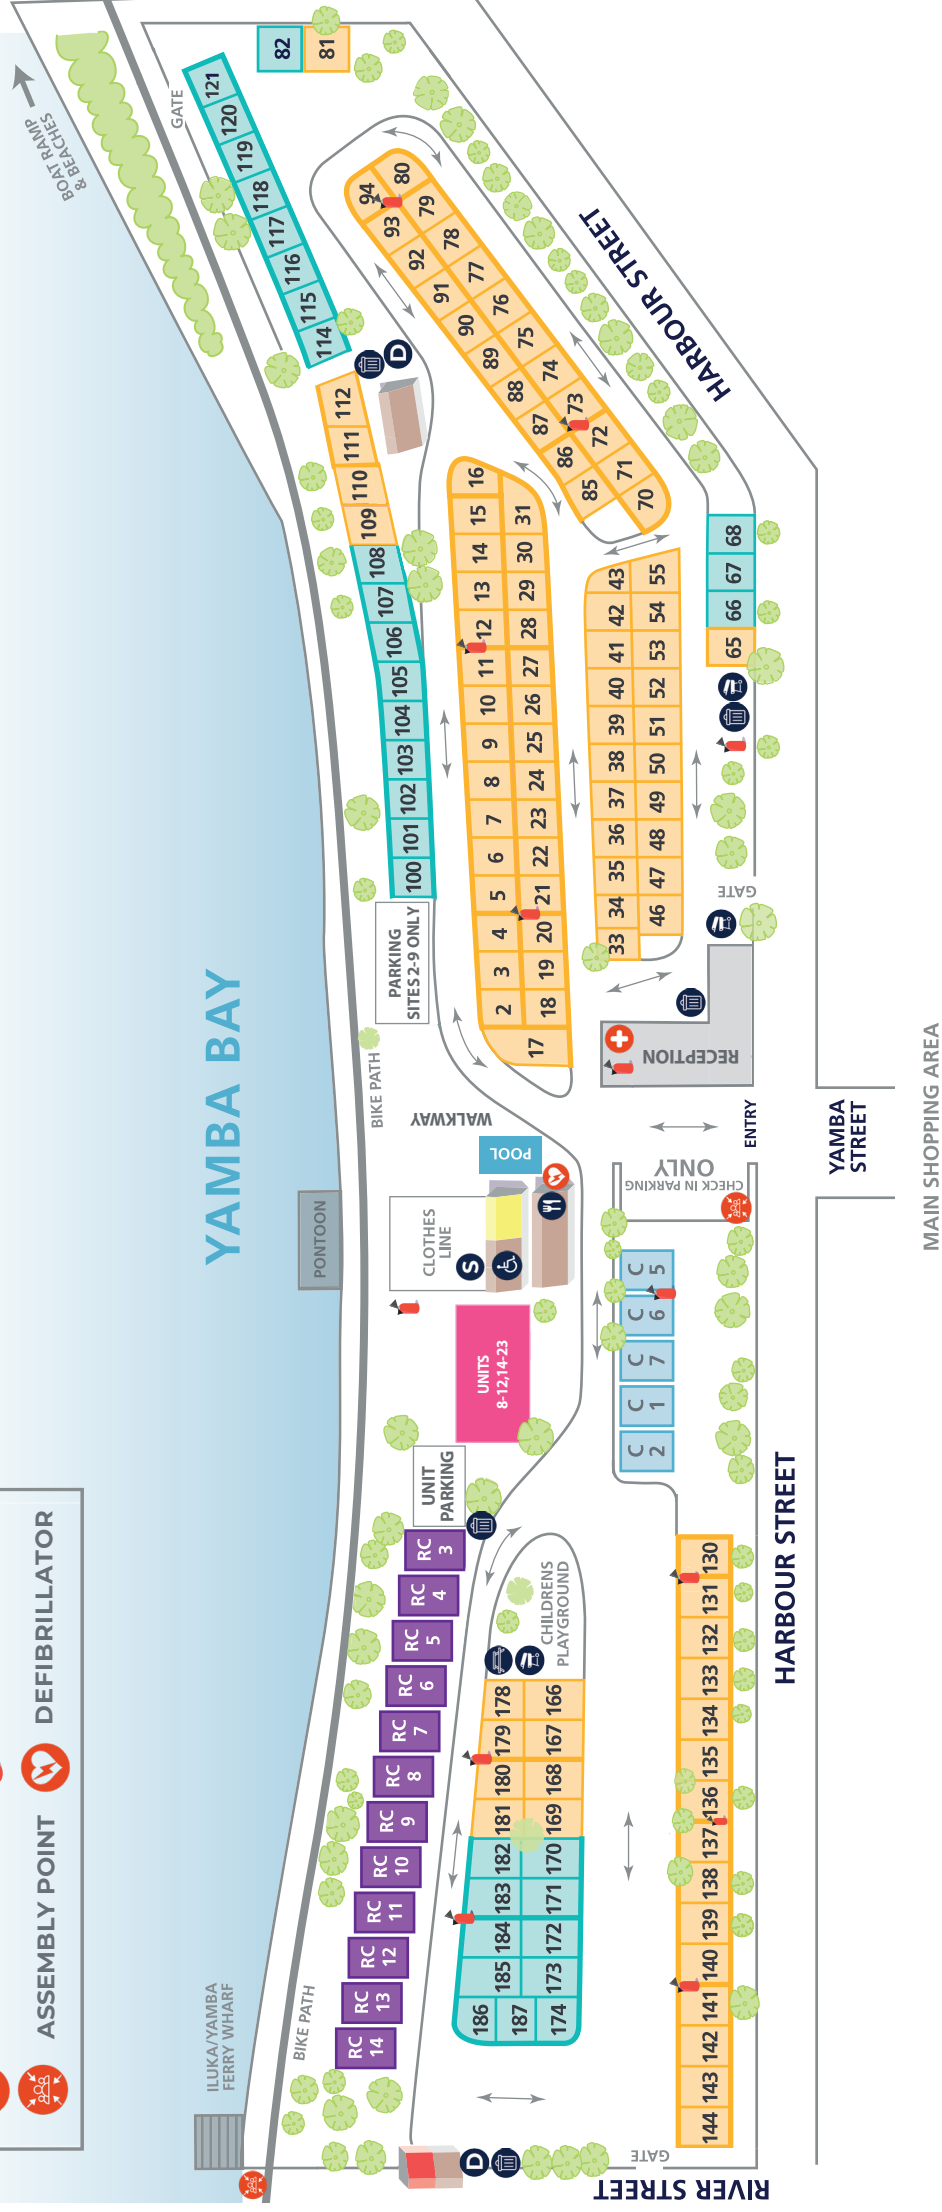 BOAT RAMP
& BEACHES
GATE
82
81
121
120
119
118
117
116
115
114
112
111
110
109
108
107
106
105
104
103
102
101
100
D
94
80
93
79
92
78
91
77
90
76
89
75
88
74
87
73
86
72
85
71
70
HARBOUR STREET
16
15
31
14
30
13
29
12
28
11
27
10
26
9
25
8
24
7
23
6
22
5
21
4
20
3
19
2
18
17
43
55
42
54
41
53
40
52
39
51
38
50
37
49
36
48
35
47
34
46
33
68
67
66
65
GATE
PARKING
SITES2-9 ONLY
YAMBA BAY
BIKE PATH
WALKWAY
RECEPTION
ENTRY
YAMBA
STREET
MAIN SHOPPING AREA
POOL
PONTOON
CLOTHES
LINE
S
ONLY
CHECK IN PARKING
C
5
C
6
C
7
C
1
C
2
UNITS
8-12,14-23
UNIT
PARKING
RC
3
RC
4
RC
5
RC
6
RC
7
RC
8
RC
9
RC
10
RC
11
RC
12
RC
13
RC
14
CHILDRENS
PLAYGROUND
178
166
179
167
180
168
181
169
182
170
183
171
184
172
185
173
186
187
174
130
131
132
133
134
135
136
137
138
139
140
141
142
143
144
HARBOUR STREET
DEFIBRILLATOR
ASSEMBLY POINT
ILUKA/YAMBA
FERRY WHARF
BIKE PATH
D
GATE
RIVER STREET